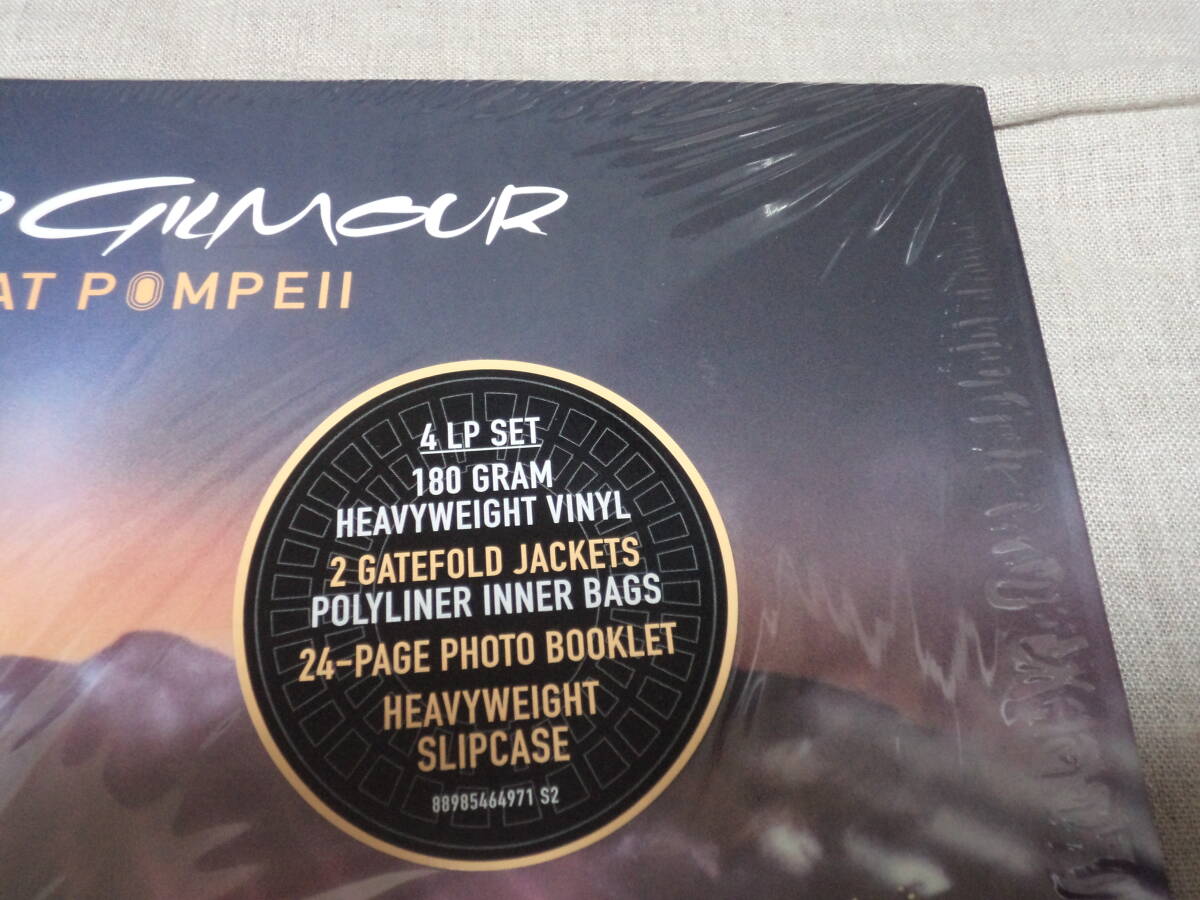 GILMOUR
AT POMPEII
4 LP SET
180 GRAM
HEAVYWEIGHT VINYL
2 GATEFOLD JACKETS
POLYLINER INNER BAGS
24-PAGE PHOTO BOOKLET
HEAVYWEIGHT
SLIPCASE
88985464971 S2